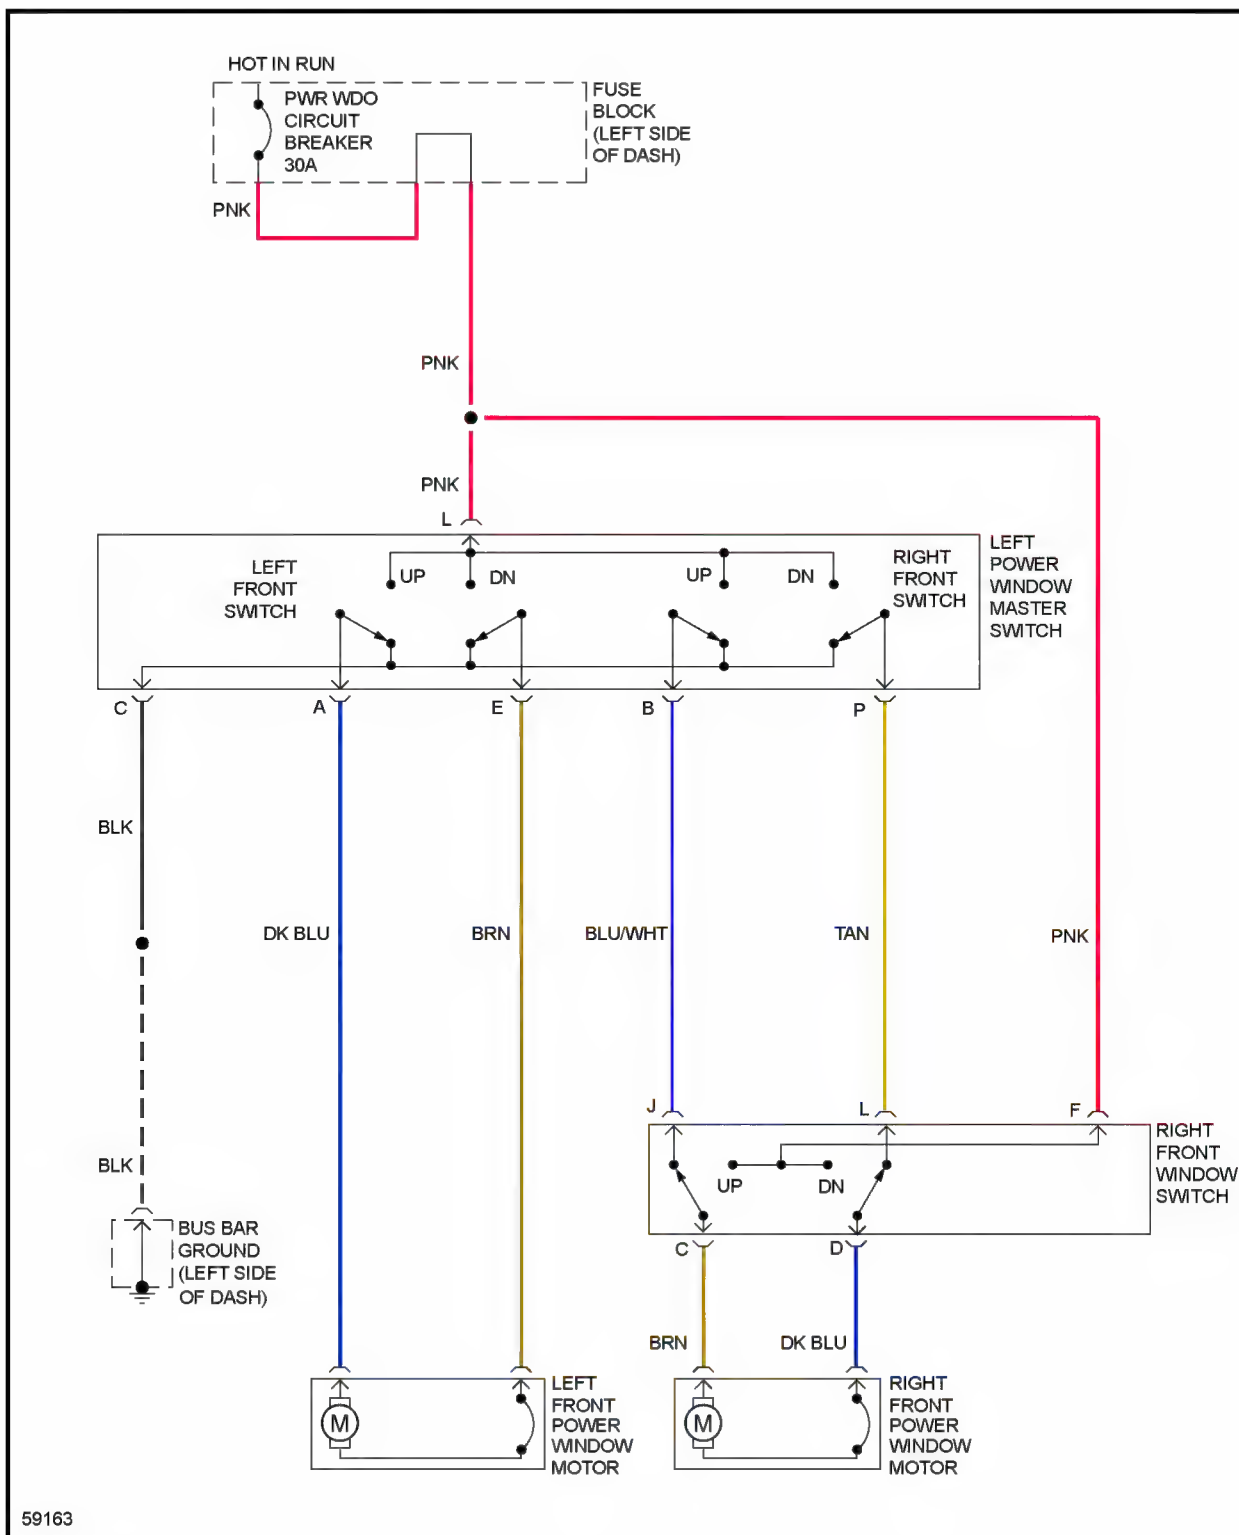 HOT IN RUN
PWR WDO
CIRCUIT
BREAKER
30A
FUSE
BLOCK
(LEFT SIDE
OF DASH)
PNK
PNK
PNK
L
LEFT
FRONT
SWITCH
UP
DN
UP
DN
RIGHT
FRONT
SWITCH
LEFT
POWER
WINDOW
MASTER
SWITCH
C
A
E
B
P
BLK
DK BLU
BRN
BLU/WHT
TAN
PNK
BLK
J
L
F
UP
DN
RIGHT
FRONT
WINDOW
SWITCH
C
D
BUS BAR
GROUND
(LEFT SIDE
OF DASH)
BRN
DK BLU
M
LEFT
FRONT
POWER
WINDOW
MOTOR
M
RIGHT
FRONT
POWER
WINDOW
MOTOR
59163